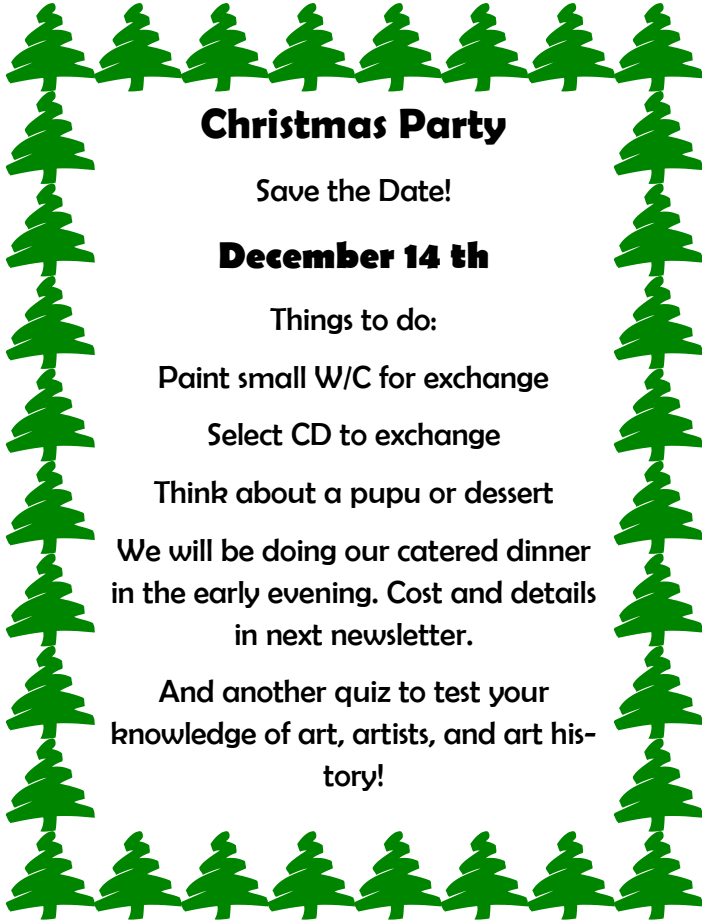 Christmas Party
Save the Date!
December 14 th
Things to do:
Paint small W/C for exchange
Select CD to exchange
Think about a pupu or dessert
We will be doing our catered dinner
in the early evening. Cost and details
in next newsletter.
And another quiz to test your
knowledge of art, artists, and art his-
tory!